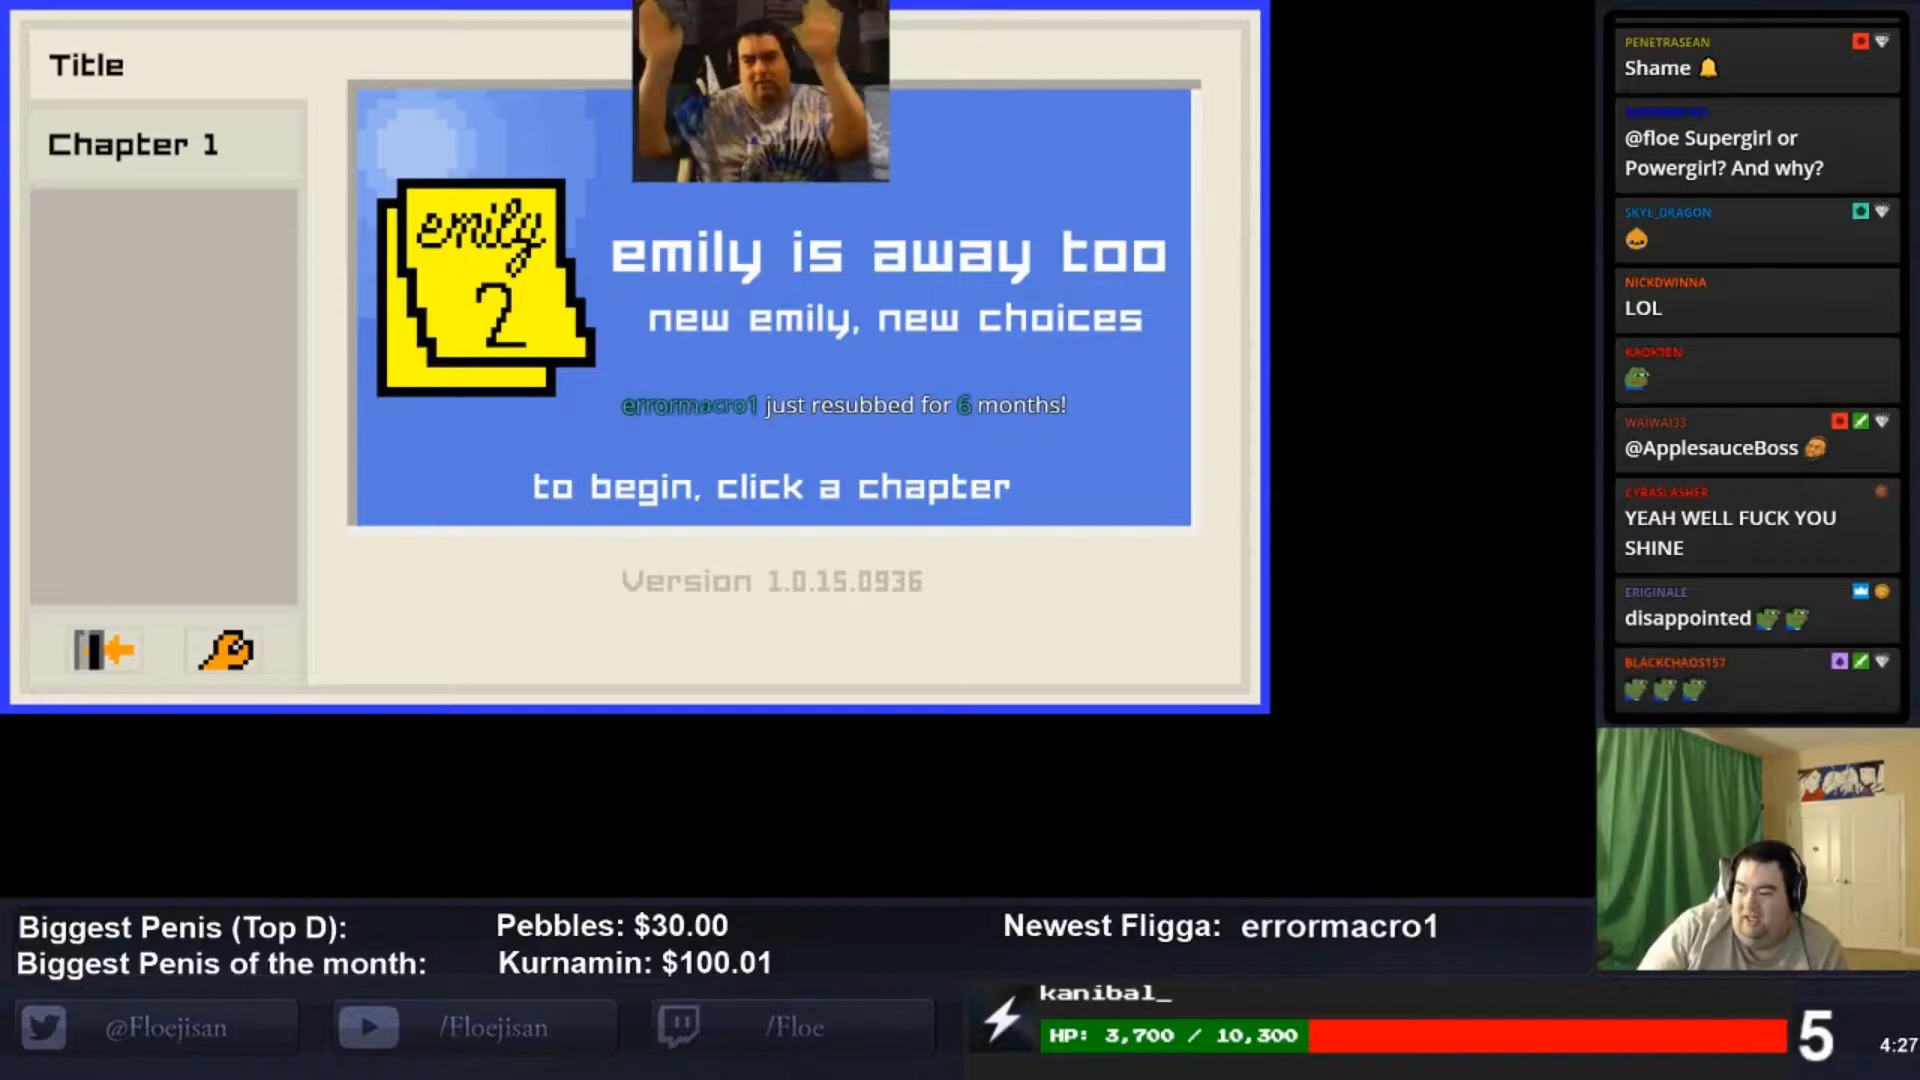 Title
Chapter 1
emily
2
emily is away too
new emily, new choices
errormacro1 just resubbed for 6 months!
to begin, click a chapter
Version 1.0.15.0936
PENETRASEAN
Shame
@floe Supergirl or
Powergirl? And why?
SKYE_DRAGON
NICKDWINNA
LOL
KAOKTEN
WAIWAI33
@ApplesauceBoss
CYBASLASHER
YEAH WELL FUCK YOU
SHINE
ERIGINALE
disappointed
BLACKCHAOS157
Biggest Penis (Top D): Pebbles: $30.00
Biggest Penis of the month: Kurnamin: $100.01
Newest Fligga: errormacro1
@Floejisan
/Floejisan
/Floe
kanibal_
HP: 3,700 / 10,300
5
4:27